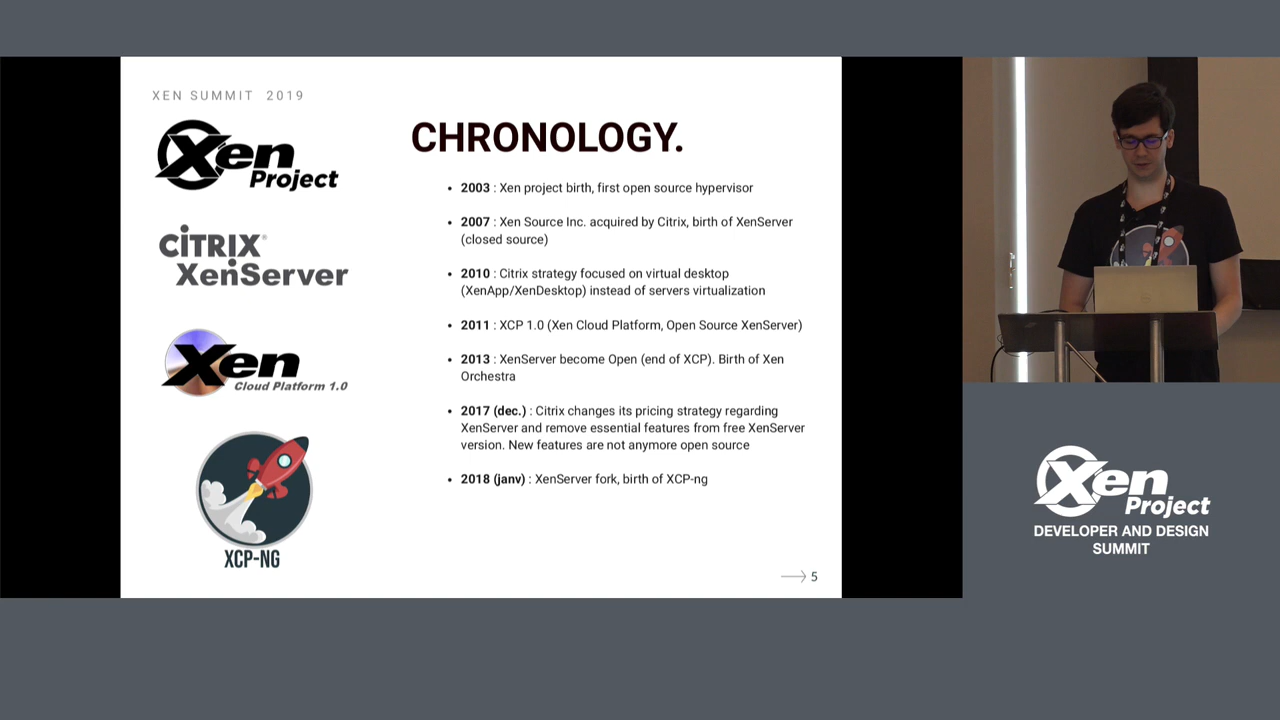 XEN SUMMIT 2019
Xen
Project
CiTRIX®
XenServer
Xen
Cloud Platform 1.0
XCP-NG
CHRONOLOGY.
• 2003 : Xen project birth, first open source hypervisor
• 2007 : Xen Source Inc. acquired by Citrix, birth of XenServer
(closed source)
• 2010 : Citrix strategy focused on virtual desktop
(XenApp/XenDesktop) instead of servers virtualization
• 2011 : XCP 1.0 (Xen Cloud Platform, Open Source XenServer)
• 2013 : XenServer become Open (end of XCP). Birth of Xen
Orchestra
• 2017 (dec.) : Citrix changes its pricing strategy regarding
XenServer and remove essential features from free XenServer
version. New features are not anymore open source
• 2018 (janv) : XenServer fork, birth of XCP-ng
5
Xen
Project
DEVELOPER AND DESIGN
SUMMIT